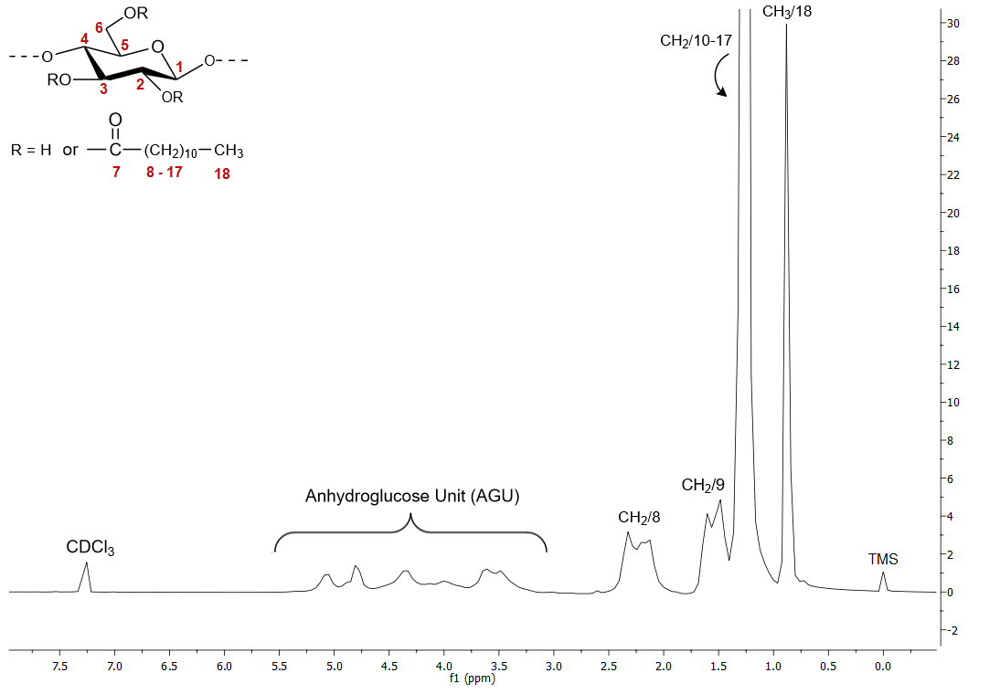 OR
6
4
5
O
1
O
O
RO
3
2
OR
O
R = H or C (CH₂)₁₀ CH₃
7 8 - 17 18
CH₂/10-17
CH₃/18
CH₂/9
CH₂/8
Anhydroglucose Unit (AGU)
CDCl₃
TMS
30
28
26
24
22
20
18
16
14
12
10
8
6
4
2
0
-2
7.5 7.0 6.5 6.0 5.5 5.0 4.5 4.0 3.5 3.0 2.5 2.0 1.5 1.0 0.5 0.0
f1 (ppm)